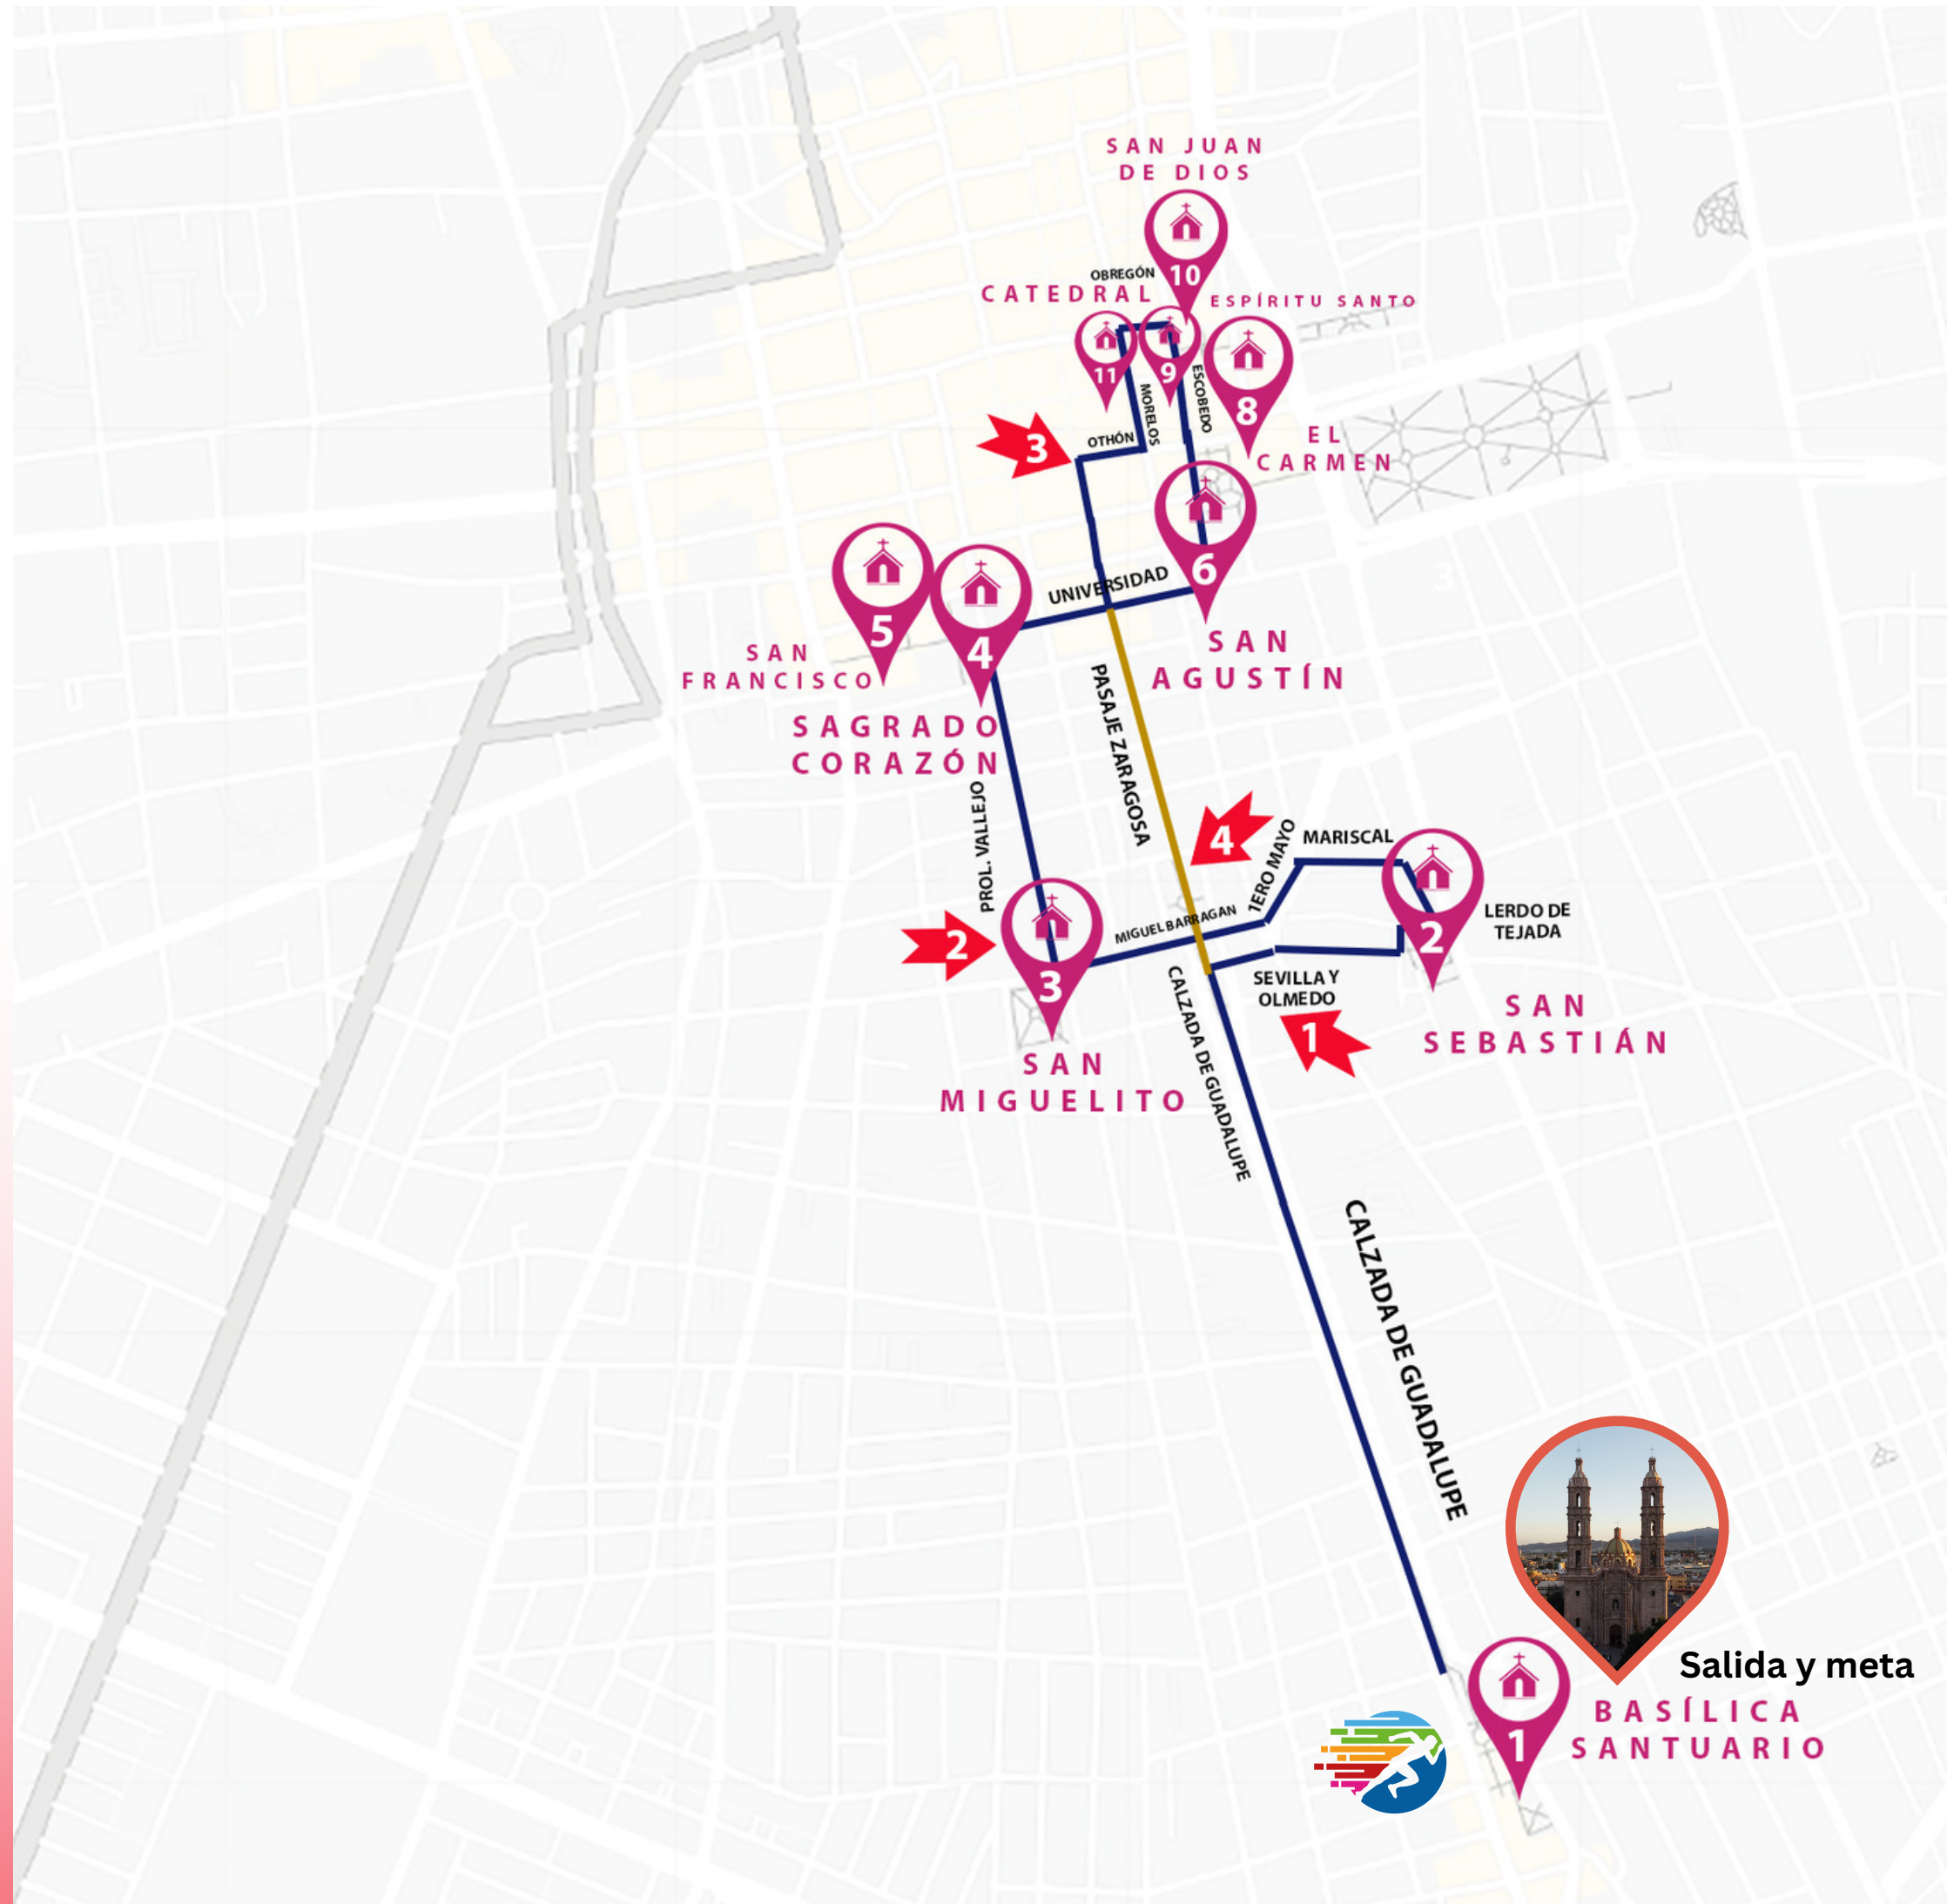 SAN JUAN
DE DIOS
10
OBREGÓN
CATEDRAL
ESPÍRITU SANTO
11
9
8
MORELOS
ESCOBEDO
OTHÓN
3
EL
CARMEN
5
4
UNIVERSIDAD
6
SAN
FRANCISCO
SAN
AGUSTÍN
SAGRADO
CORAZÓN
PASAJE ZARAGOSA
PROL. VALLEJO
4
1ERO MAYO
MARISCAL
2
LERDO DE
TEJADA
MIGUEL BARRAGAN
2
3
SEVILLA Y
OLMEDO
1
SAN
SEBASTIÁN
SAN
MIGUELITO
CALZADA DE GUADALUPE
CALZADA DE GUADALUPE
Salida y meta
1
BASÍLICA
SANTUARIO